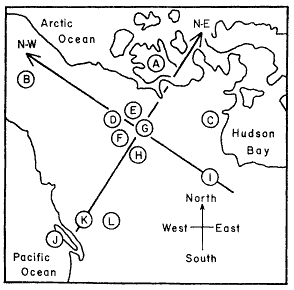 Arctic
Ocean
N-E
N-W
A
B
E
D
G
C
F
H
Hudson
Bay
I
North
K
L
West
East
J
South
Pacific
Ocean